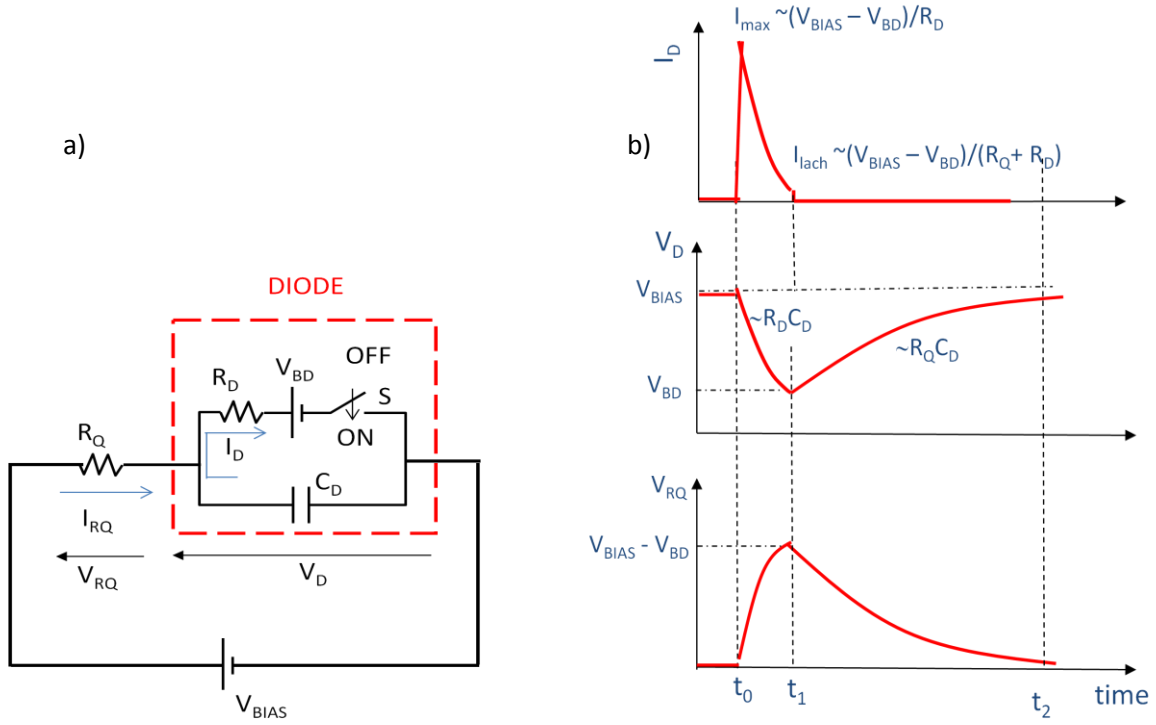 a)
DIODE
OFF
V_BD
R_D
S
ON
I_D
R_Q
C_D
I_RQ
V_RQ
V_D
V_BIAS
b)
I_max ~(V_BIAS – V_BD)/R_D
I_D
I_lach ~(V_BIAS – V_BD)/(R_Q + R_D)
V_D
V_BIAS
~R_DC_D
~R_QC_D
V_BD
V_RQ
V_BIAS - V_BD
t_0 t_1 t_2 time